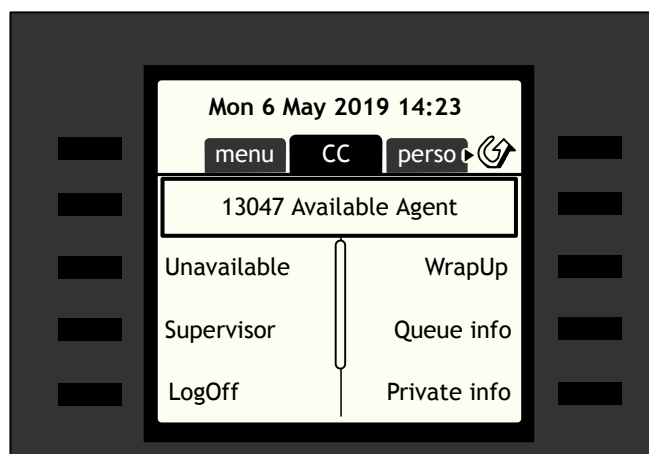 Mon 6 May 2019 14:23
menu CC perso
13047 Available Agent
Unavailable WrapUp
Supervisor Queue info
LogOff Private info